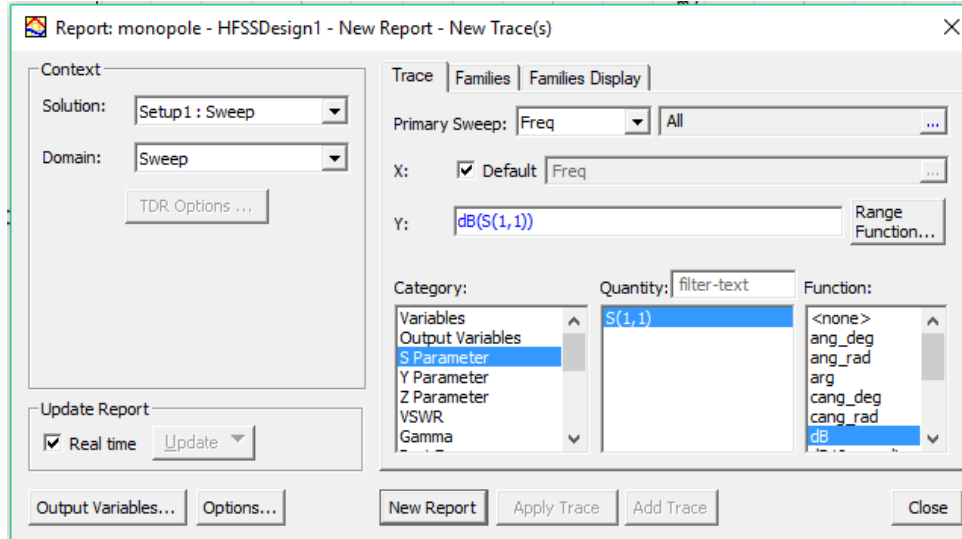 Report: monopole - HFSSDesign1 - New Report - New Trace(s)
Context
Solution: Setup1 : Sweep
Domain: Sweep
TDR Options ...
Update Report
Real time Update
Output Variables... Options...
Trace Families Families Display
Primary Sweep: Freq All ...
X: Default Freq ...
Y: dB(S(1,1)) Range Function...
Category: Quantity: filter-text Function:
Variables
Output Variables
S Parameter
Y Parameter
Z Parameter
VSWR
Gamma
S(1,1)
<none>
ang_deg
ang_rad
arg
cang_deg
cang_rad
dB
New Report Apply Trace Add Trace Close